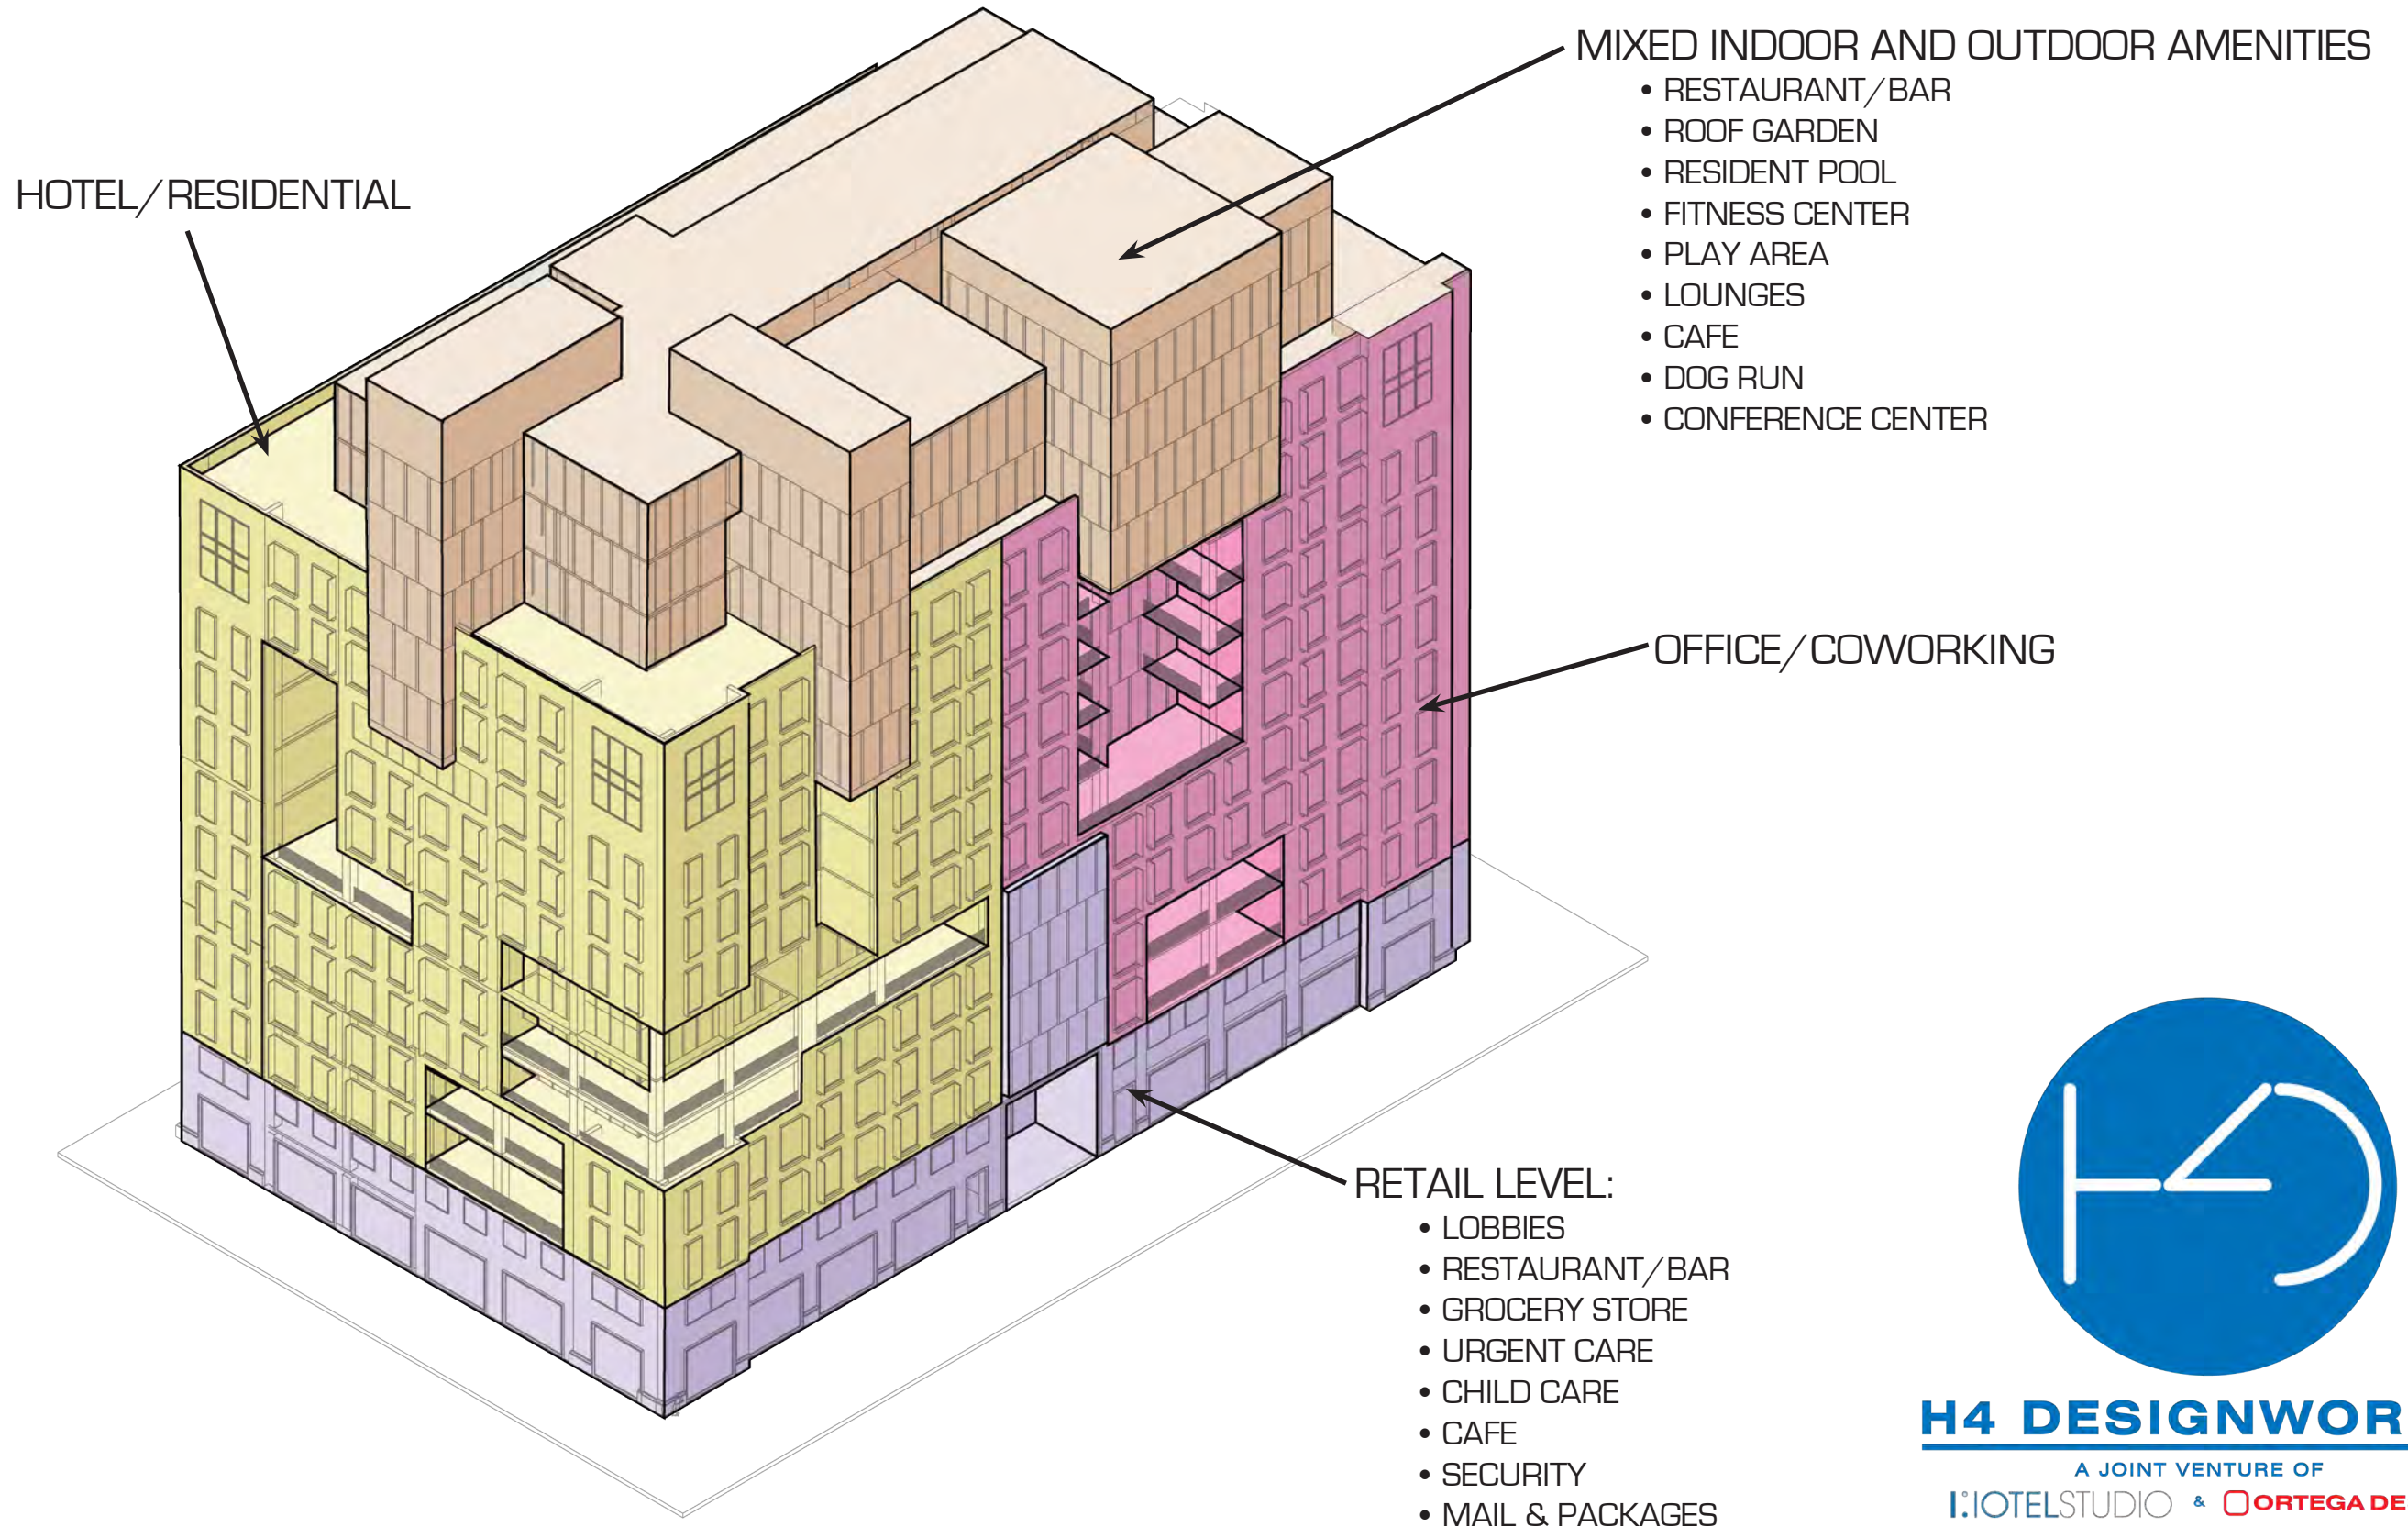 MIXED INDOOR AND OUTDOOR AMENITIES
• RESTAURANT/BAR
• ROOF GARDEN
• RESIDENT POOL
• FITNESS CENTER
• PLAY AREA
• LOUNGES
• CAFE
• DOG RUN
• CONFERENCE CENTER
HOTEL/RESIDENTIAL
OFFICE/COWORKING
RETAIL LEVEL:
• LOBBIES
• RESTAURANT/BAR
• GROCERY STORE
• URGENT CARE
• CHILD CARE
• CAFE
• SECURITY
• MAIL & PACKAGES
H4D
H4 DESIGNWOR
A JOINT VENTURE OF
HOTELSTUDIO & ORTEGA DE